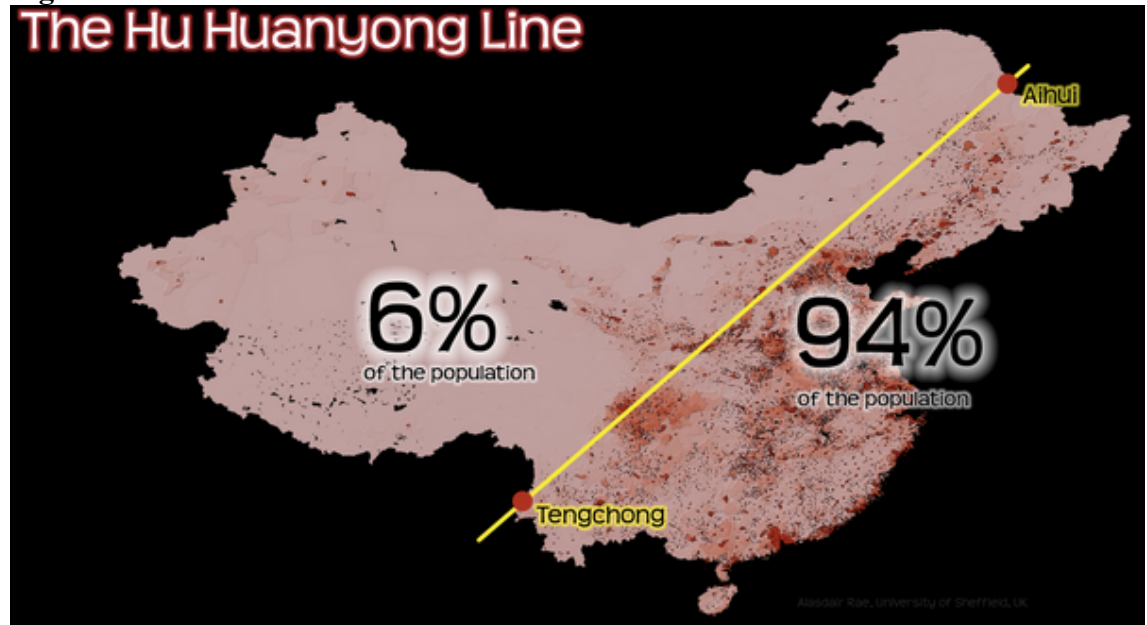 The Hu Huanyong Line
Aihui
6%
of the population
94%
of the population
Tengchong
Alasdair Rae, University of Sheffield, UK